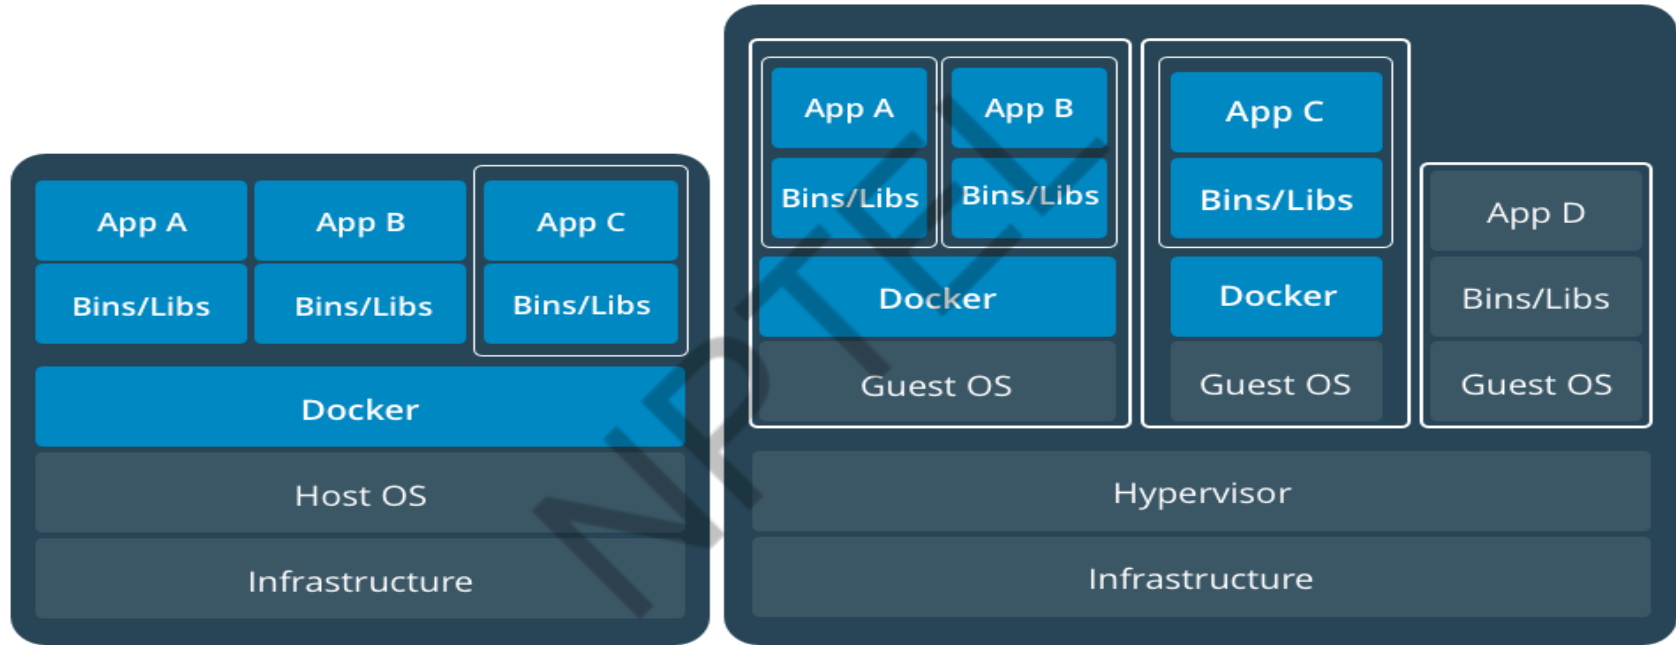 App A
App B
App C
Bins/Libs
Bins/Libs
Bins/Libs
Docker
Host OS
Infrastructure
App A
App B
Bins/Libs
Bins/Libs
Docker
Guest OS
App C
Bins/Libs
Docker
Guest OS
App D
Bins/Libs
Guest OS
Hypervisor
Infrastructure
NPTEL